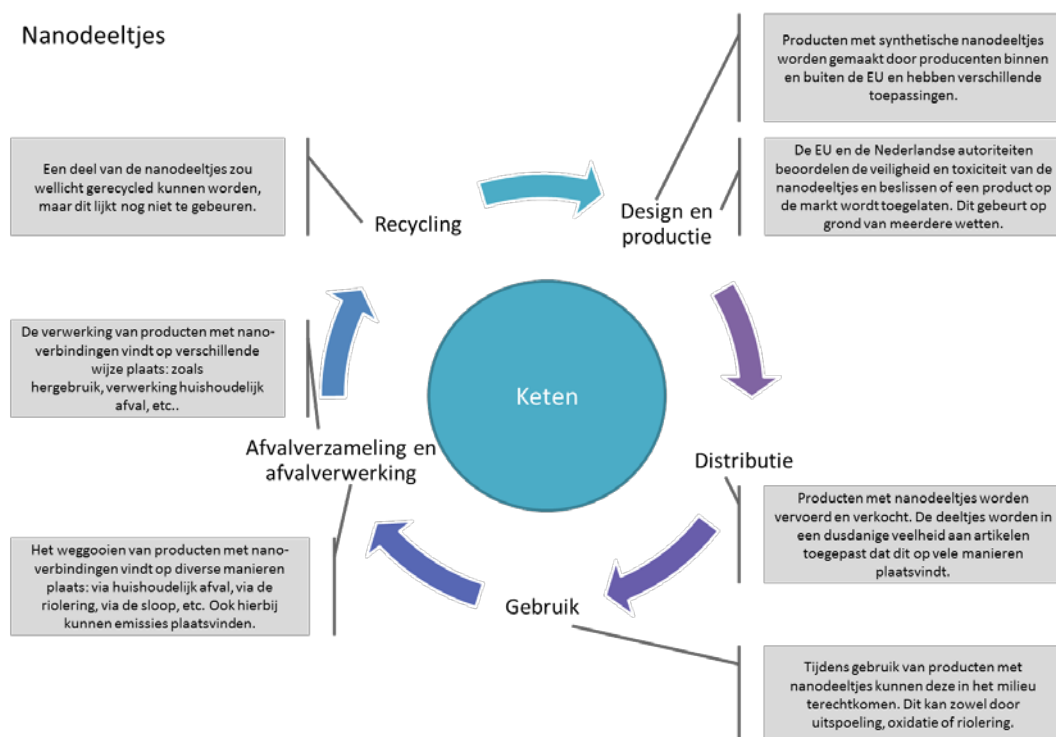 Nanodeeltjes
Producten met synthetische nanodeeltjes
worden gemaakt door producenten binnen
en buiten de EU en hebben verschillende
toepassingen.
De EU en de Nederlandse autoriteiten
beoordelen de veiligheid en toxiciteit van de
nanodeeltjes en beslissen of een product op
de markt wordt toegelaten. Dit gebeurt op
grond van meerdere wetten.
Een deel van de nanodeeltjes zou
wellicht gerecycled kunnen worden,
maar dit lijkt nog niet te gebeuren.
Recycling
Design en
productie
De verwerking van producten met nano-
verbindingen vindt op verschillende
wijze plaats: zoals
hergebruik, verwerking huishoudelijk
afval, etc..
Keten
Afvalverzameling en
afvalverwerking
Distributie
Producten met nanodeeltjes worden
vervoerd en verkocht. De deeltjes worden in
een dusdanige veelheid aan artikelen
toegepast dat dit op vele manieren
plaatsvindt.
Het weggooien van producten met nano-
verbindingen vindt op diverse manieren
plaats: via huishoudelijk afval, via de
riolering, via de sloop, etc. Ook hierbij
kunnen emissies plaatsvinden.
Gebruik
Tijdens gebruik van producten met
nanodeeltjes kunnen deze in het milieu
terechtkomen. Dit kan zowel door
uitspoeling, oxidatie of riolering.